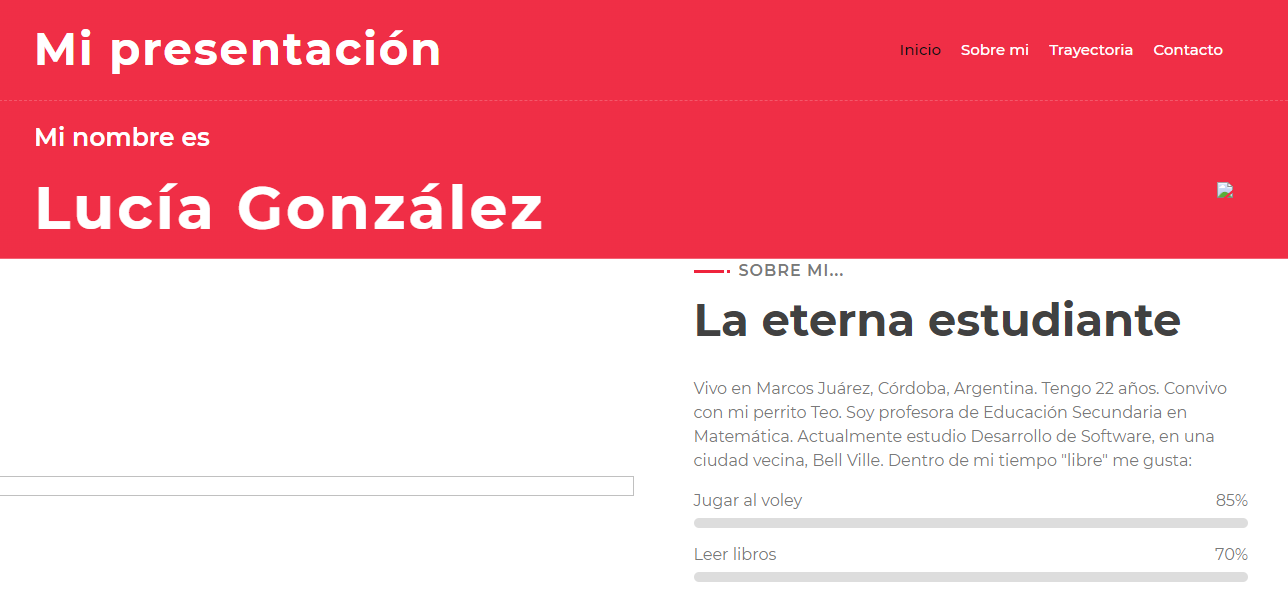 Mi presentación
Inicio Sobre mi Trayectoria Contacto
Mi nombre es
Lucía González
SOBRE MI...
La eterna estudiante
Vivo en Marcos Juárez, Córdoba, Argentina. Tengo 22 años. Convivo
con mi perrito Teo. Soy profesora de Educación Secundaria en
Matemática. Actualmente estudio Desarrollo de Software, en una
ciudad vecina, Bell Ville. Dentro de mi tiempo "libre" me gusta:
Jugar al voley 85%
Leer libros 70%